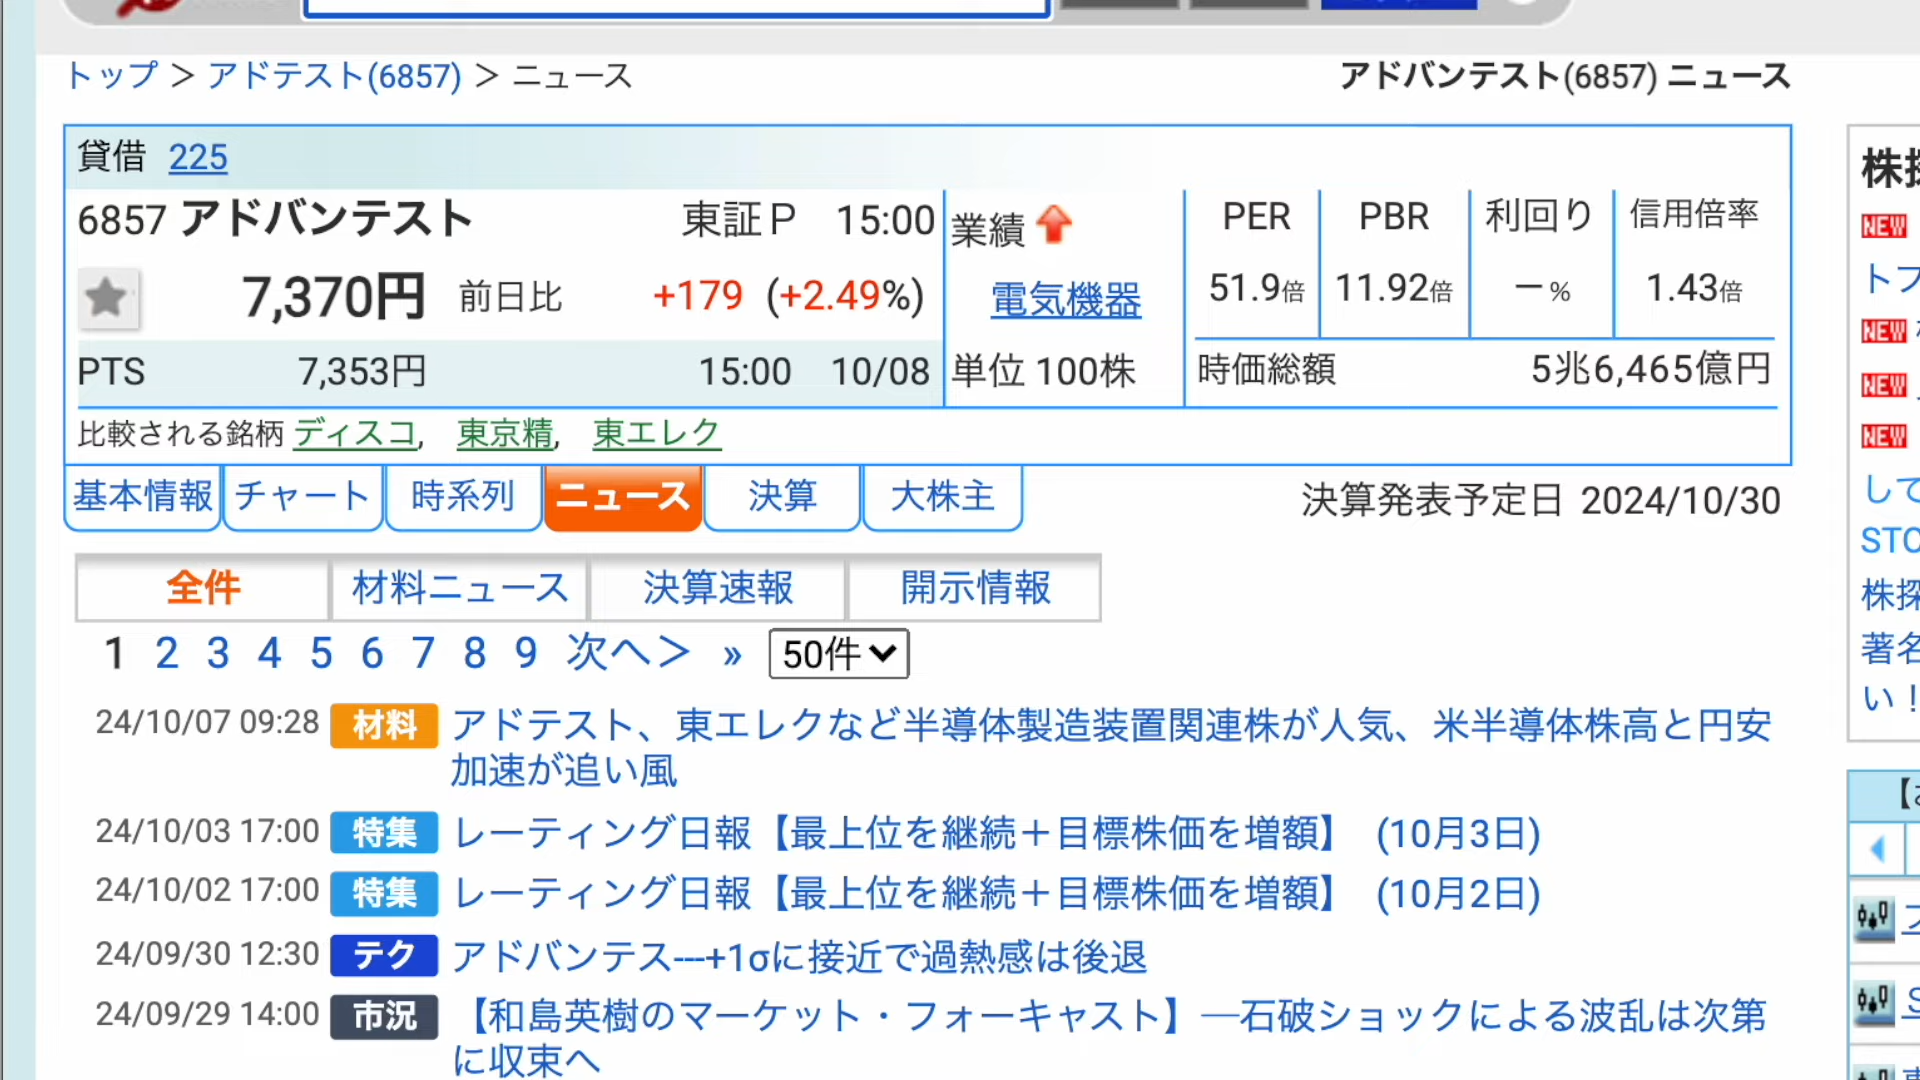 トップ ＞ アドテスト(6857) ＞ ニュース
アドバンテスト(6857) ニュース
貸借 225
6857 アドバンテスト 東証Ｐ 15:00
業績
PER PBR 利回り 信用倍率
7,370円 前日比 +179 (+2.49%)
電気機器
51.9倍 11.92倍 －% 1.43倍
PTS 7,353円 15:00 10/08
単位 100株
時価総額 5兆6,465億円
比較される銘柄 ディスコ, 東京精, 東エレク
基本情報 チャート 時系列 ニュース 決算 大株主
決算発表予定日 2024/10/30
全件 材料ニュース 決算速報 開示情報
1 2 3 4 5 6 7 8 9 次へ＞ » 50件
24/10/07 09:28 材料 アドテスト、東エレクなど半導体製造装置関連株が人気、米半導体株高と円安
加速が追い風
24/10/03 17:00 特集 レーティング日報【最上位を継続＋目標株価を増額】 (10月3日)
24/10/02 17:00 特集 レーティング日報【最上位を継続＋目標株価を増額】 (10月2日)
24/09/30 12:30 テク アドバンテス---+1σに接近で過熱感は後退
24/09/29 14:00 市況 【和島英樹のマーケット・フォーキャスト】─石破ショックによる波乱は次第
に収束へ
株探
NEW
トフ
NEW
NEW
NEW
して
STO
株探
著名
い！